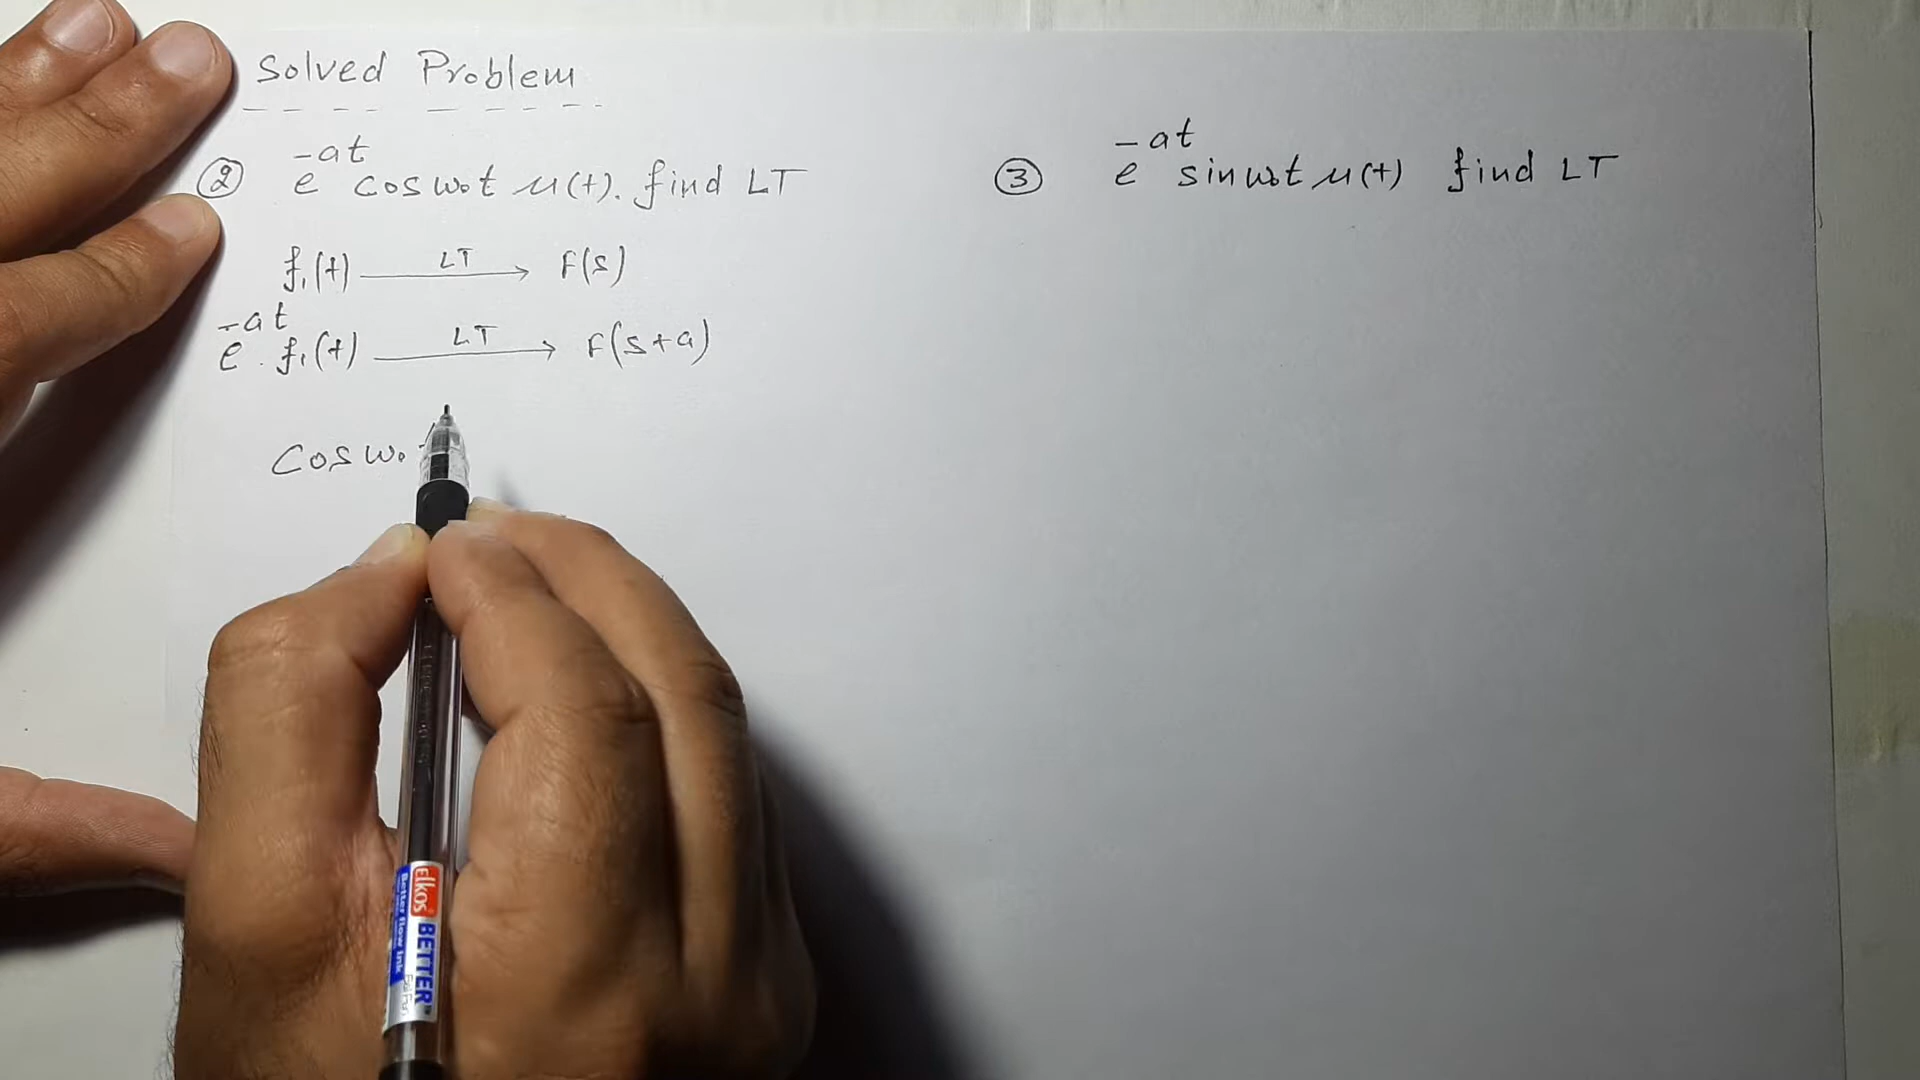 Solved Problem
② e^-at cos ω₀t u(t). find LT
f₁(t) LT→ F(s)
e^-at . f₁(t) LT→ F(s+a)
cos ω₀
③ e^-at sin ω₀t u(t) find LT
elkos
BETTER™
Better flow ink